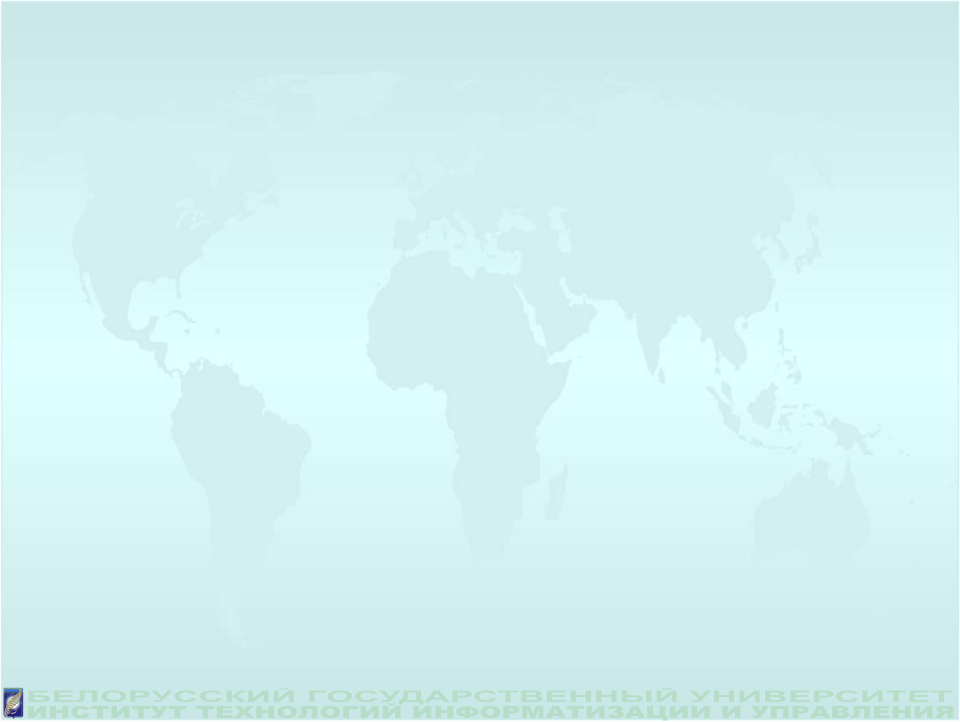 БЕЛОРУССКИЙ ГОСУДАРСТВЕННЫЙ УНИВЕРСИТЕТ
ИНСТИТУТ ТЕХНОЛОГИЙ ИНФОРМАТИЗАЦИИ И УПРАВЛЕНИЯ